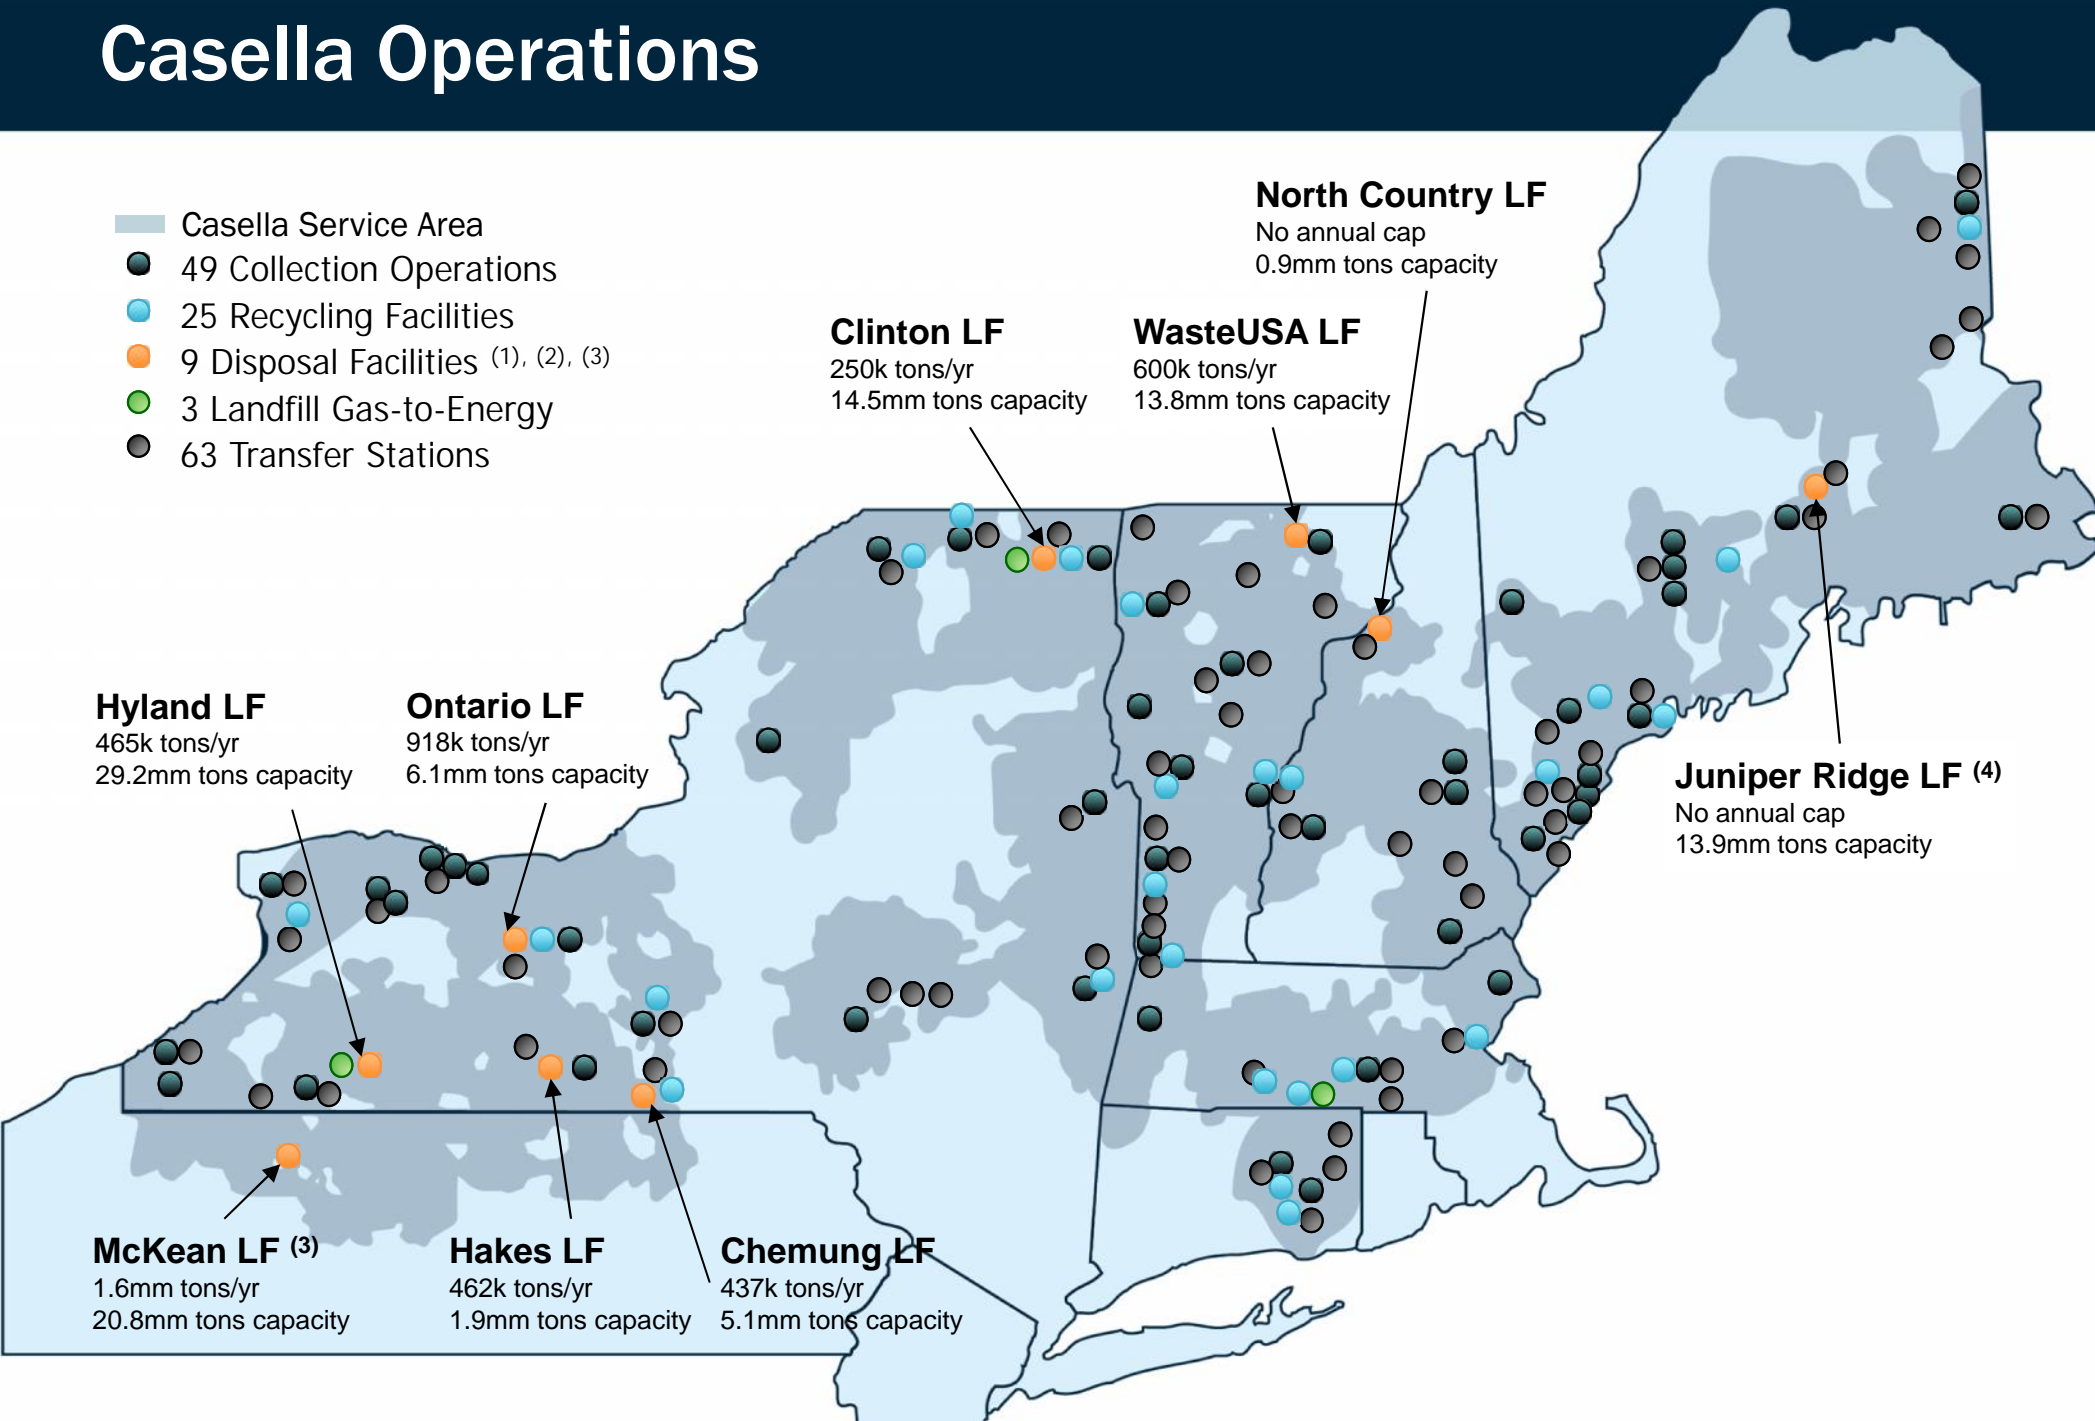 Casella Operations
Casella Service Area
49 Collection Operations
25 Recycling Facilities
9 Disposal Facilities (1), (2), (3)
3 Landfill Gas-to-Energy
63 Transfer Stations
North Country LF
No annual cap
0.9mm tons capacity
Clinton LF
250k tons/yr
14.5mm tons capacity
WasteUSA LF
600k tons/yr
13.8mm tons capacity
Hyland LF
465k tons/yr
29.2mm tons capacity
Ontario LF
918k tons/yr
6.1mm tons capacity
Juniper Ridge LF (4)
No annual cap
13.9mm tons capacity
McKean LF (3)
1.6mm tons/yr
20.8mm tons capacity
Hakes LF
462k tons/yr
1.9mm tons capacity
Chemung LF
437k tons/yr
5.1mm tons capacity